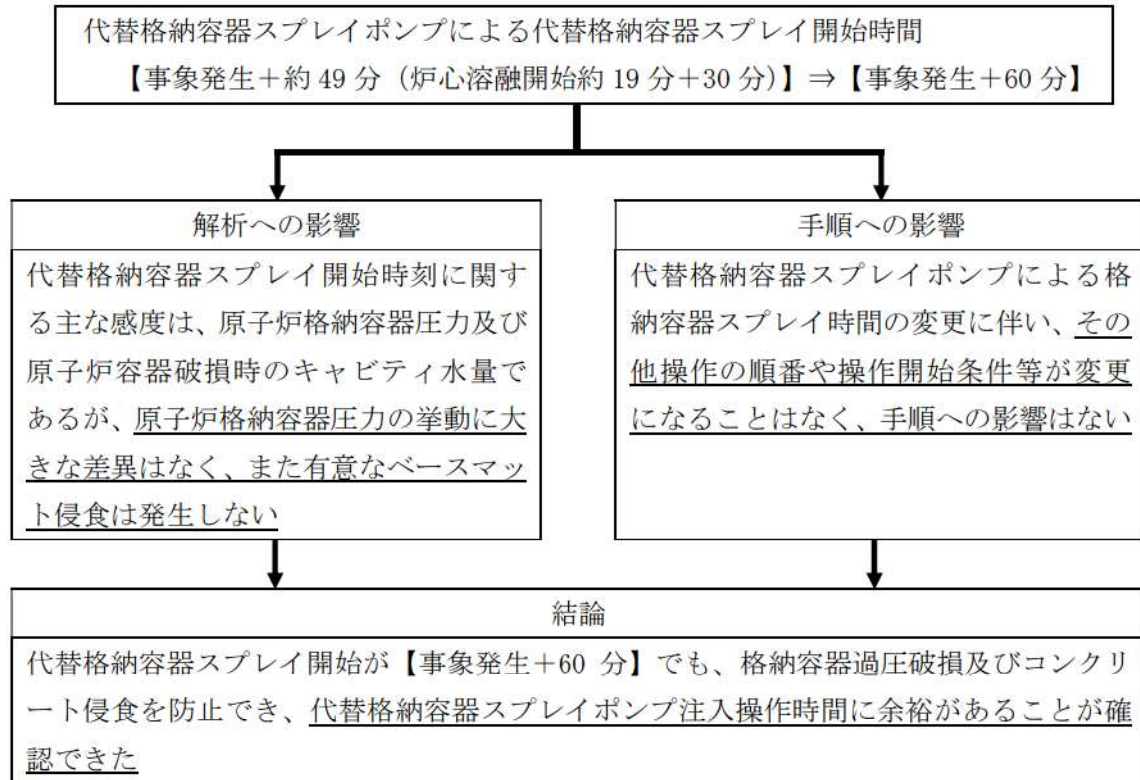 代替格納容器スプレイポンプによる代替格納容器スプレイ開始時間
【事象発生+約 49 分（炉心溶融開始約 19 分+30 分）】⇒【事象発生+60 分】
解析への影響
代替格納容器スプレイ開始時刻に関す
る主な感度は、原子炉格納容器圧力及び
原子炉容器破損時のキャビティ水量で
あるが、原子炉格納容器圧力の挙動に大
きな差異はなく、また有意なベースマッ
ト侵食は発生しない
手順への影響
代替格納容器スプレイポンプによる格
納容器スプレイ時間の変更に伴い、その
他操作の順番や操作開始条件等が変更
になることはなく、手順への影響はない
結論
代替格納容器スプレイ開始が【事象発生+60 分】でも、格納容器過圧破損及びコンクリ
ート侵食を防止でき、代替格納容器スプレイポンプ注入操作時間に余裕があることが確
認できた